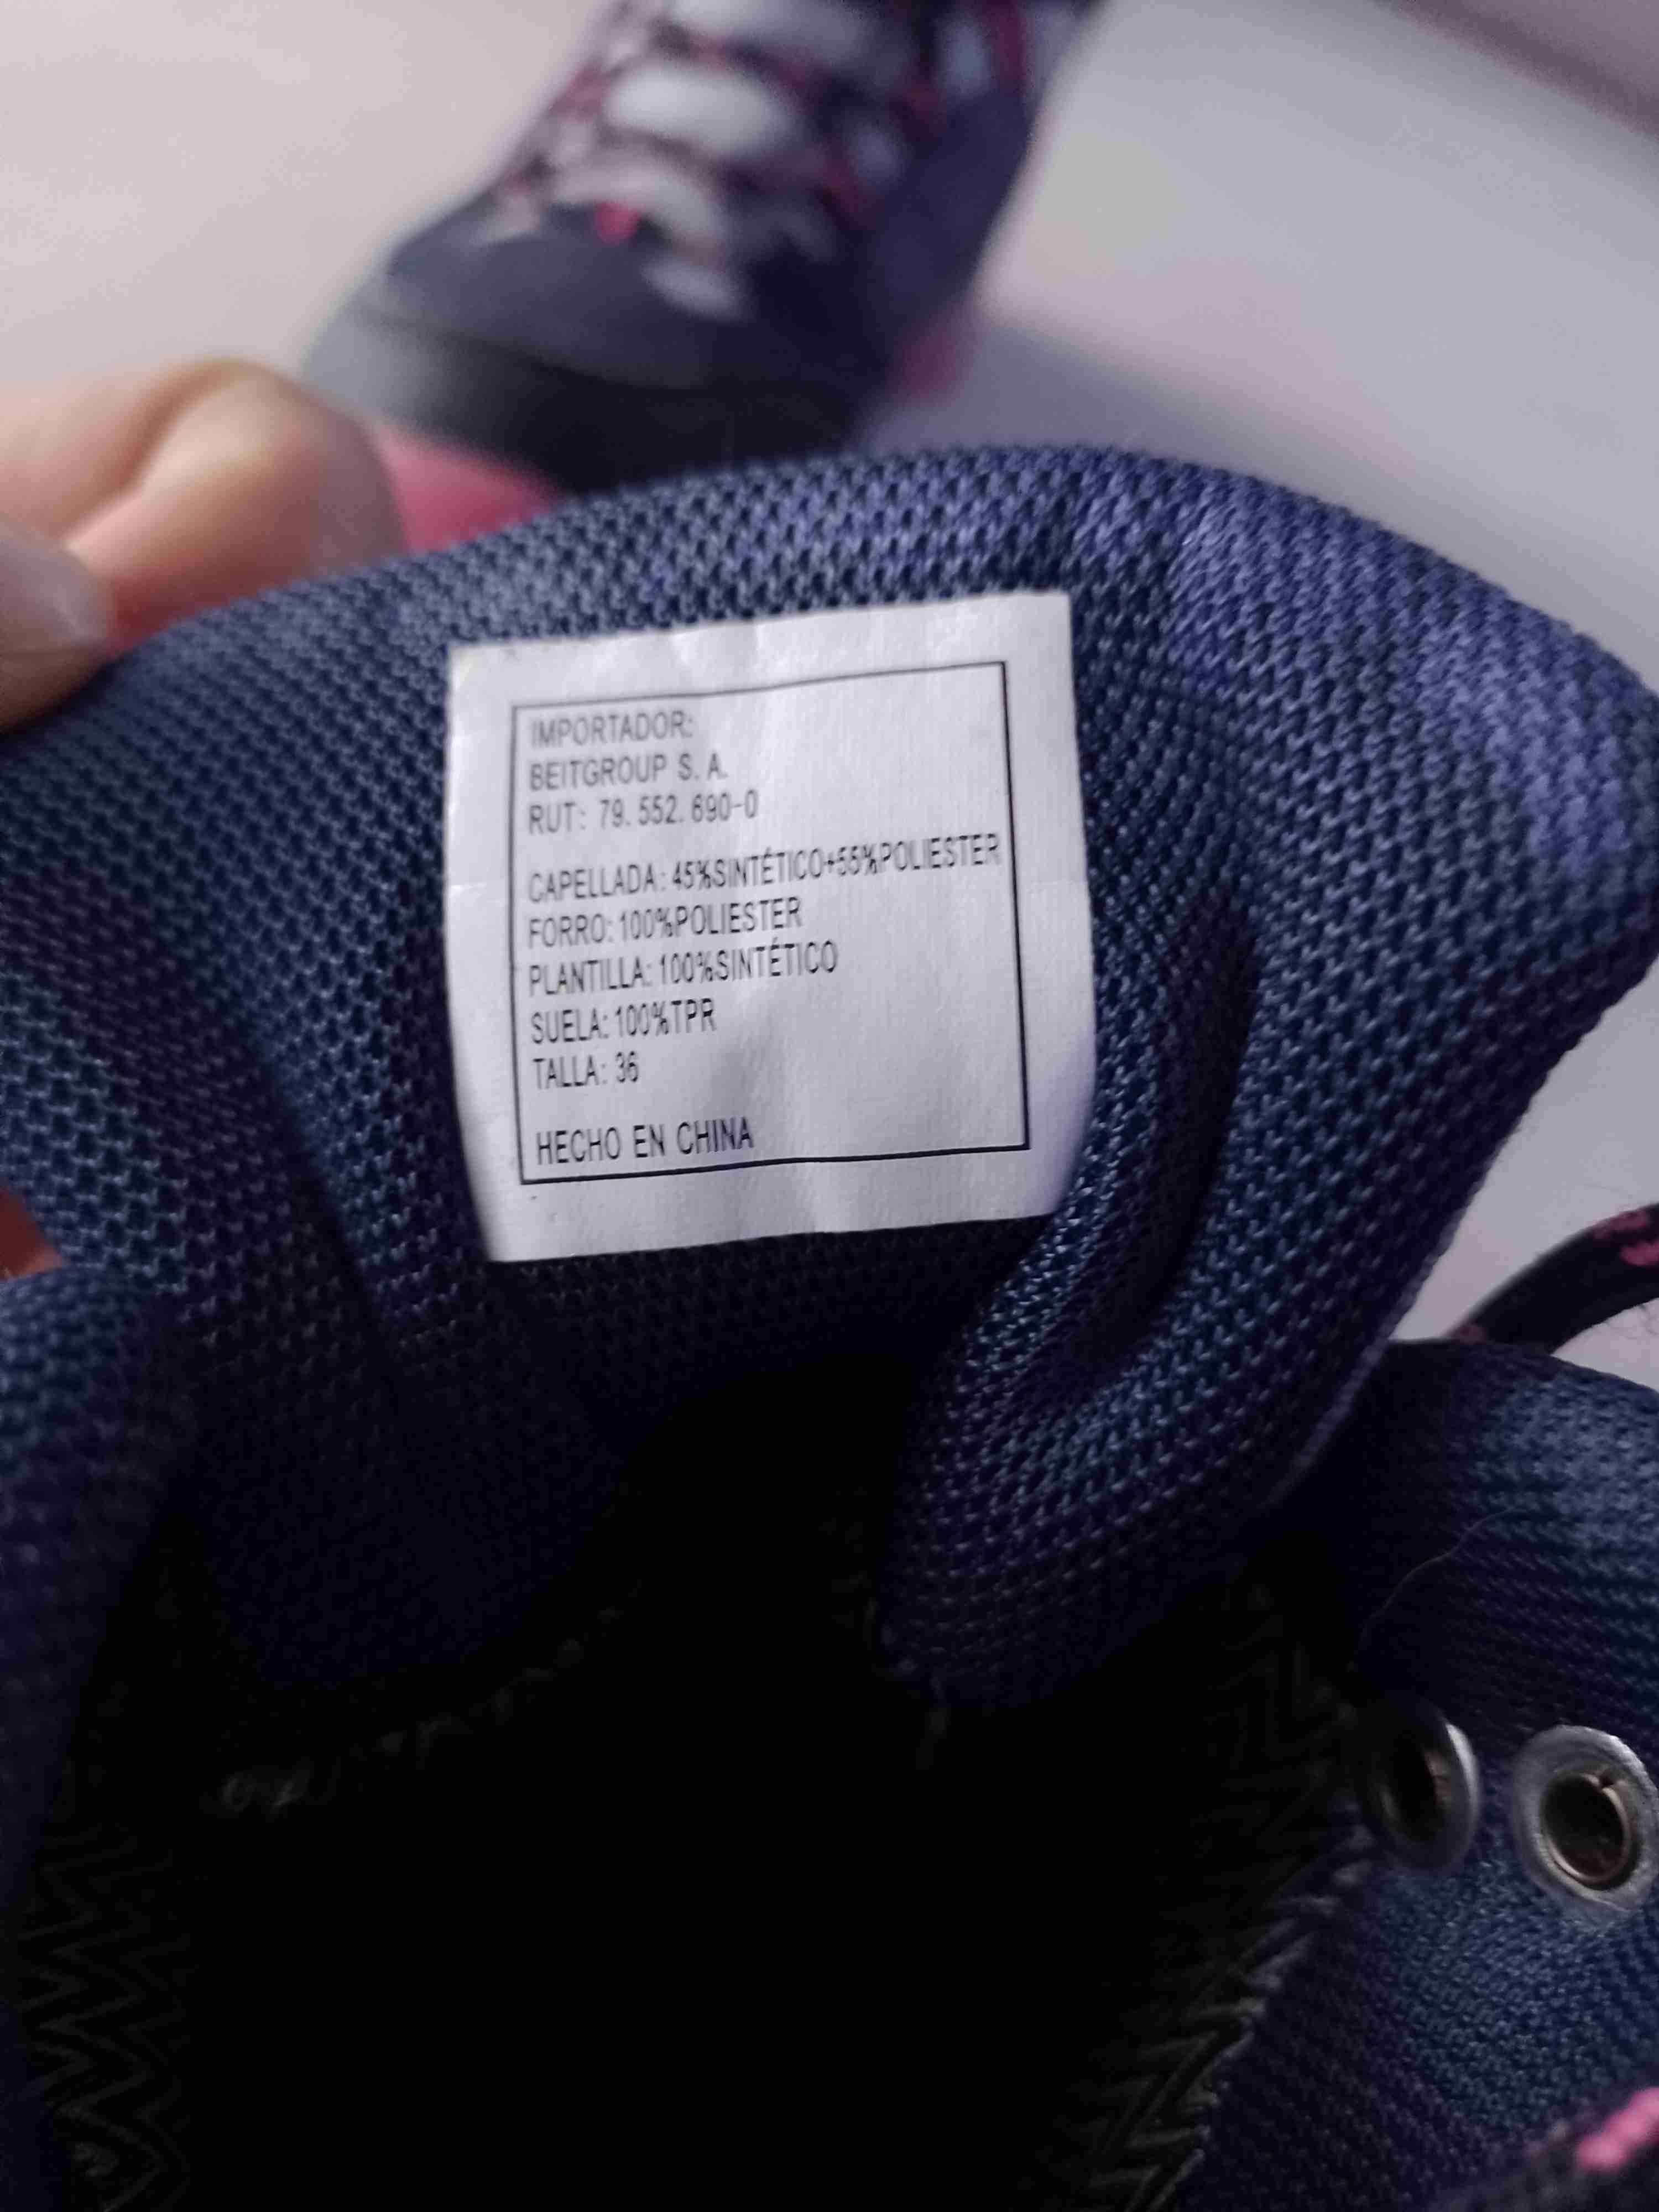 IMPORTADOR:
BEITGROUP S. A.
RUT: 79. 552. 690-0
CAPELLADA: 45%SINTÉTICO+55%POLIESTER
FORRO: 100%POLIESTER
PLANTILLA: 100%SINTÉTICO
SUELA: 100%TPR
TALLA: 36
HECHO EN CHINA